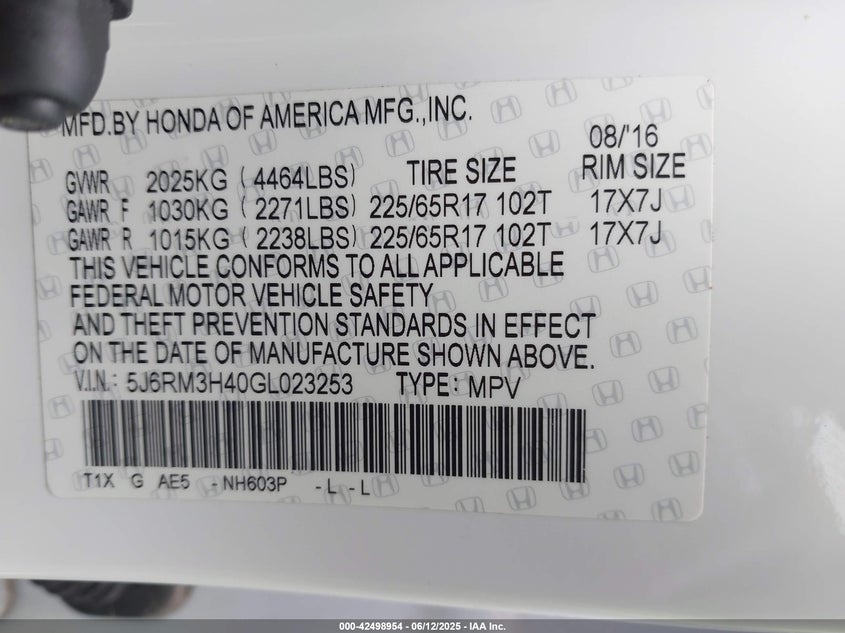 MFD.BY HONDA OF AMERICA MFG.,INC.
08/'16
GVWR 2025KG (4464LBS) TIRE SIZE RIM SIZE
GAWR F 1030KG (2271LBS) 225/65R17 102T 17X7J
GAWR R 1015KG (2238LBS) 225/65R17 102T 17X7J
THIS VEHICLE CONFORMS TO ALL APPLICABLE
FEDERAL MOTOR VEHICLE SAFETY
AND THEFT PREVENTION STANDARDS IN EFFECT
ON THE DATE OF MANUFACTURE SHOWN ABOVE.
V.I.N.: 5J6RM3H40GL023253 TYPE: MPV
T1X G AE5 -NH603P -L -L
000-42498954 - 06/12/2025 - IAA Inc.